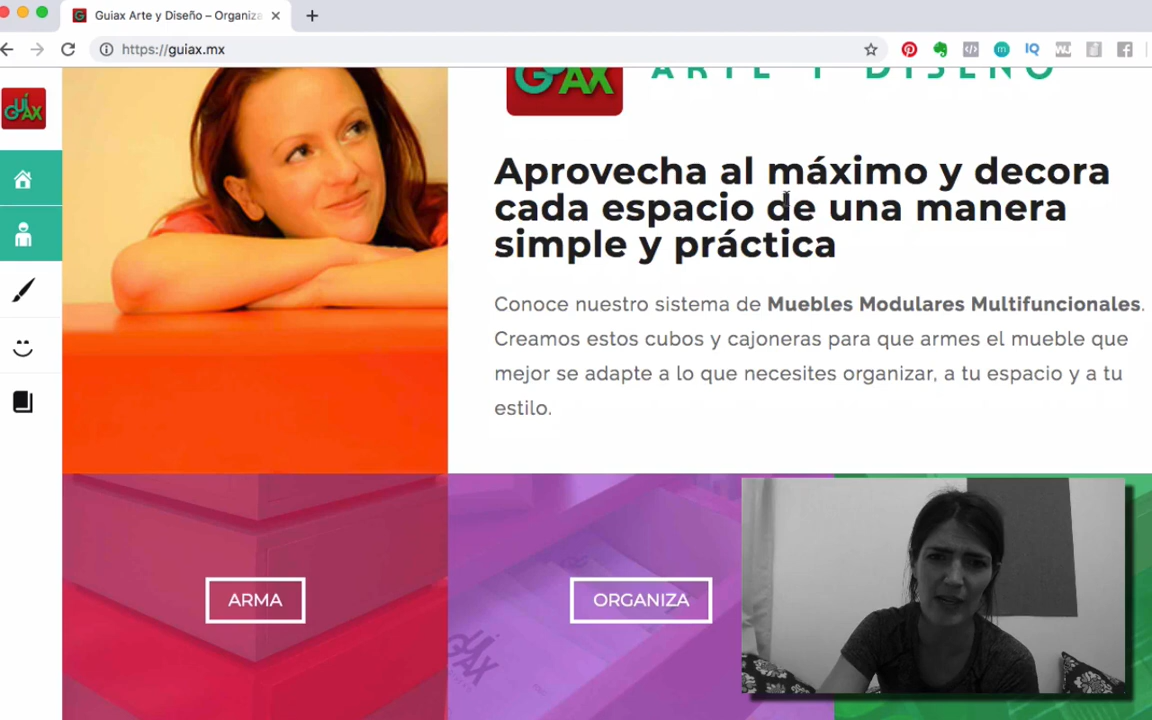 Guiax Arte y Diseño – Organiza
https://guiax.mx
GUIAX
ARTE Y DISEÑO
Aprovecha al máximo y decora
cada espacio de una manera
simple y práctica
Conoce nuestro sistema de Muebles Modulares Multifuncionales.
Creamos estos cubos y cajoneras para que armes el mueble que
mejor se adapte a lo que necesites organizar, a tu espacio y a tu
estilo.
ARMA
ORGANIZA
GUIAX